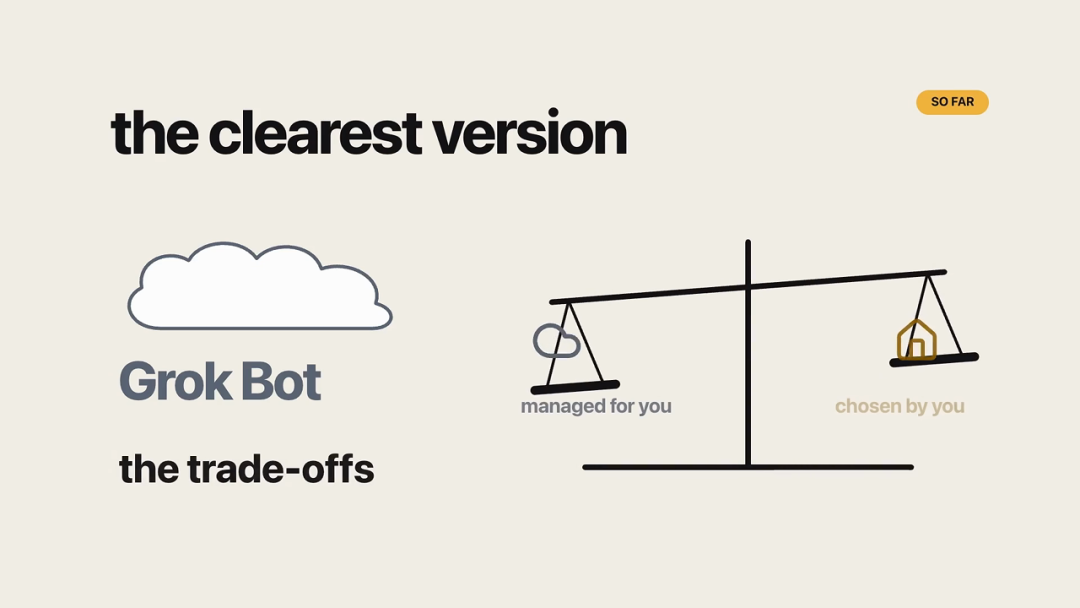 the clearest version
SO FAR
Grok Bot
the trade-offs
managed for you
chosen by you